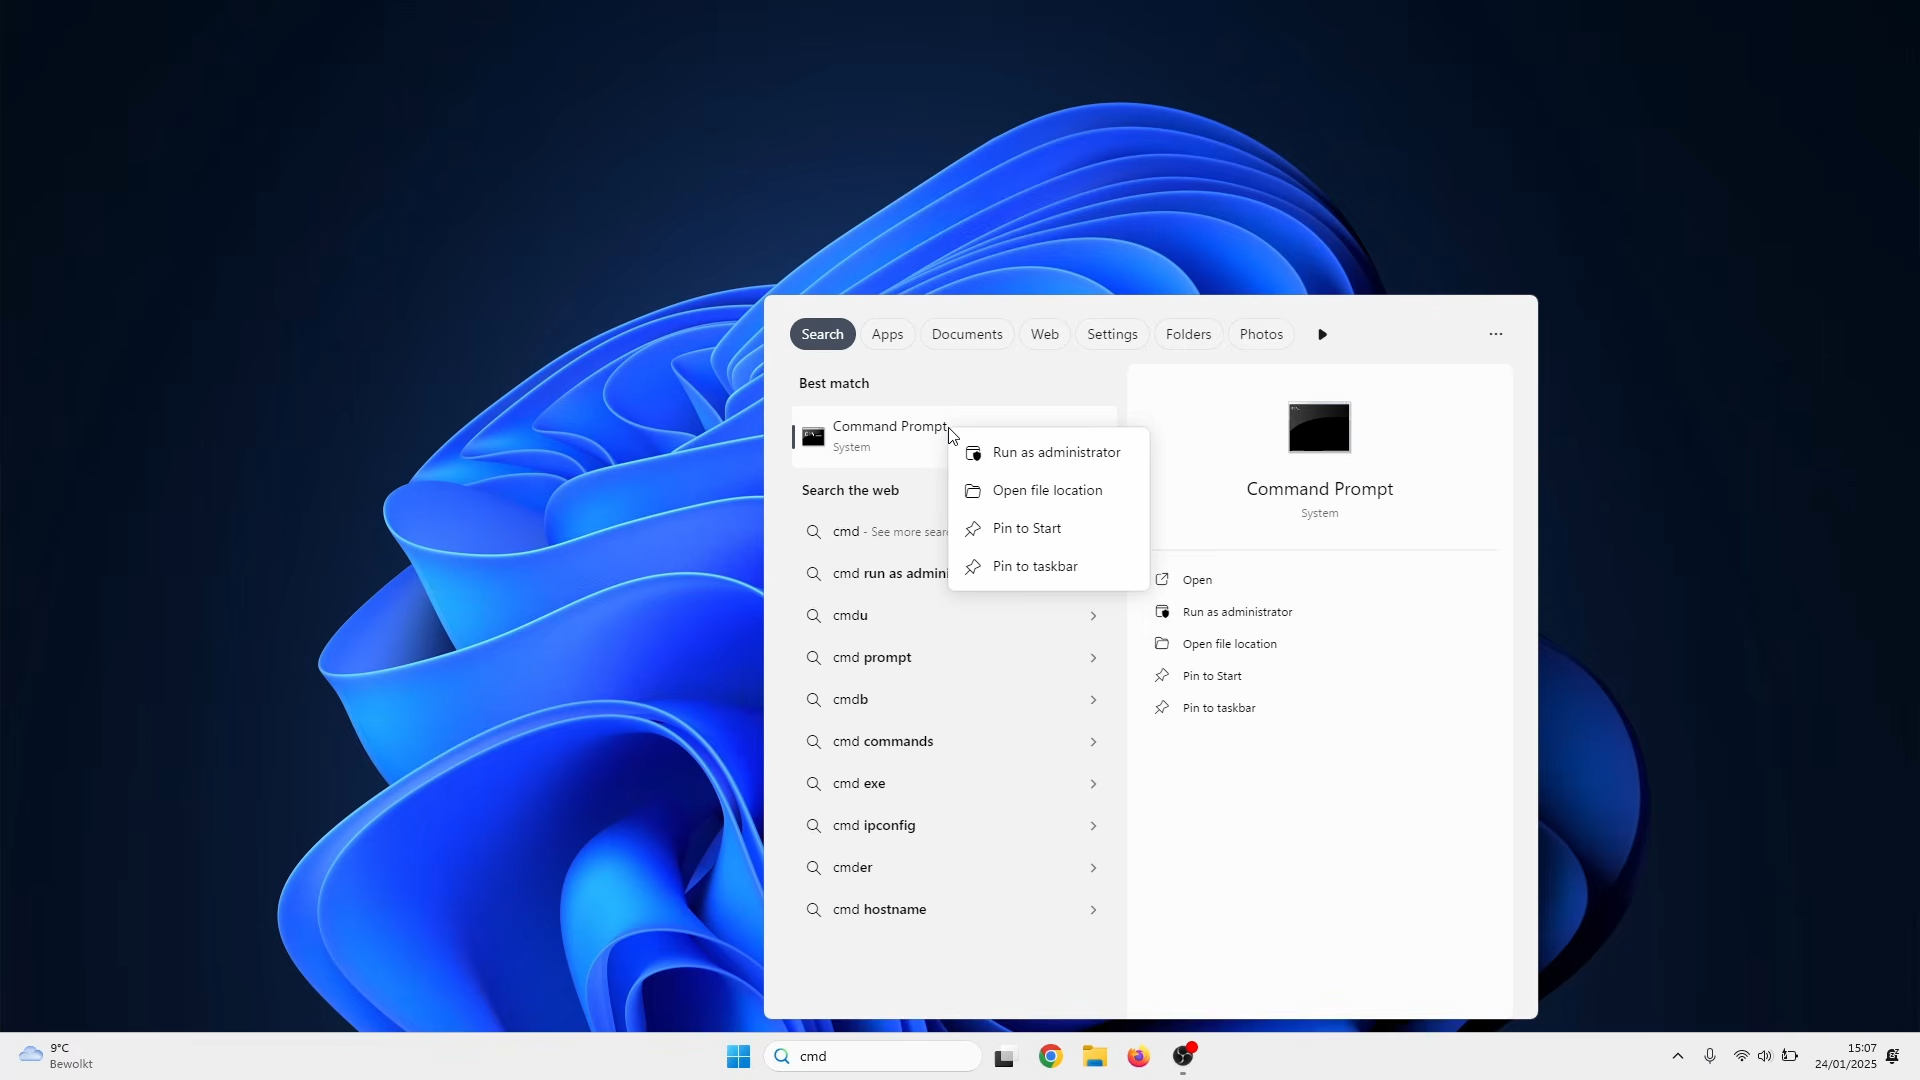 Search
Apps
Documents
Web
Settings
Folders
Photos
Best match
Command Prompt
System
Run as administrator
Open file location
Pin to Start
Pin to taskbar
Search the web
cmd - See more sear
cmd run as admini
cmdu
cmd prompt
cmdb
cmd commands
cmd exe
cmd ipconfig
cmder
cmd hostname
Command Prompt
System
Open
Run as administrator
Open file location
Pin to Start
Pin to taskbar
9°C
Bewolkt
cmd
15:07
24/01/2025